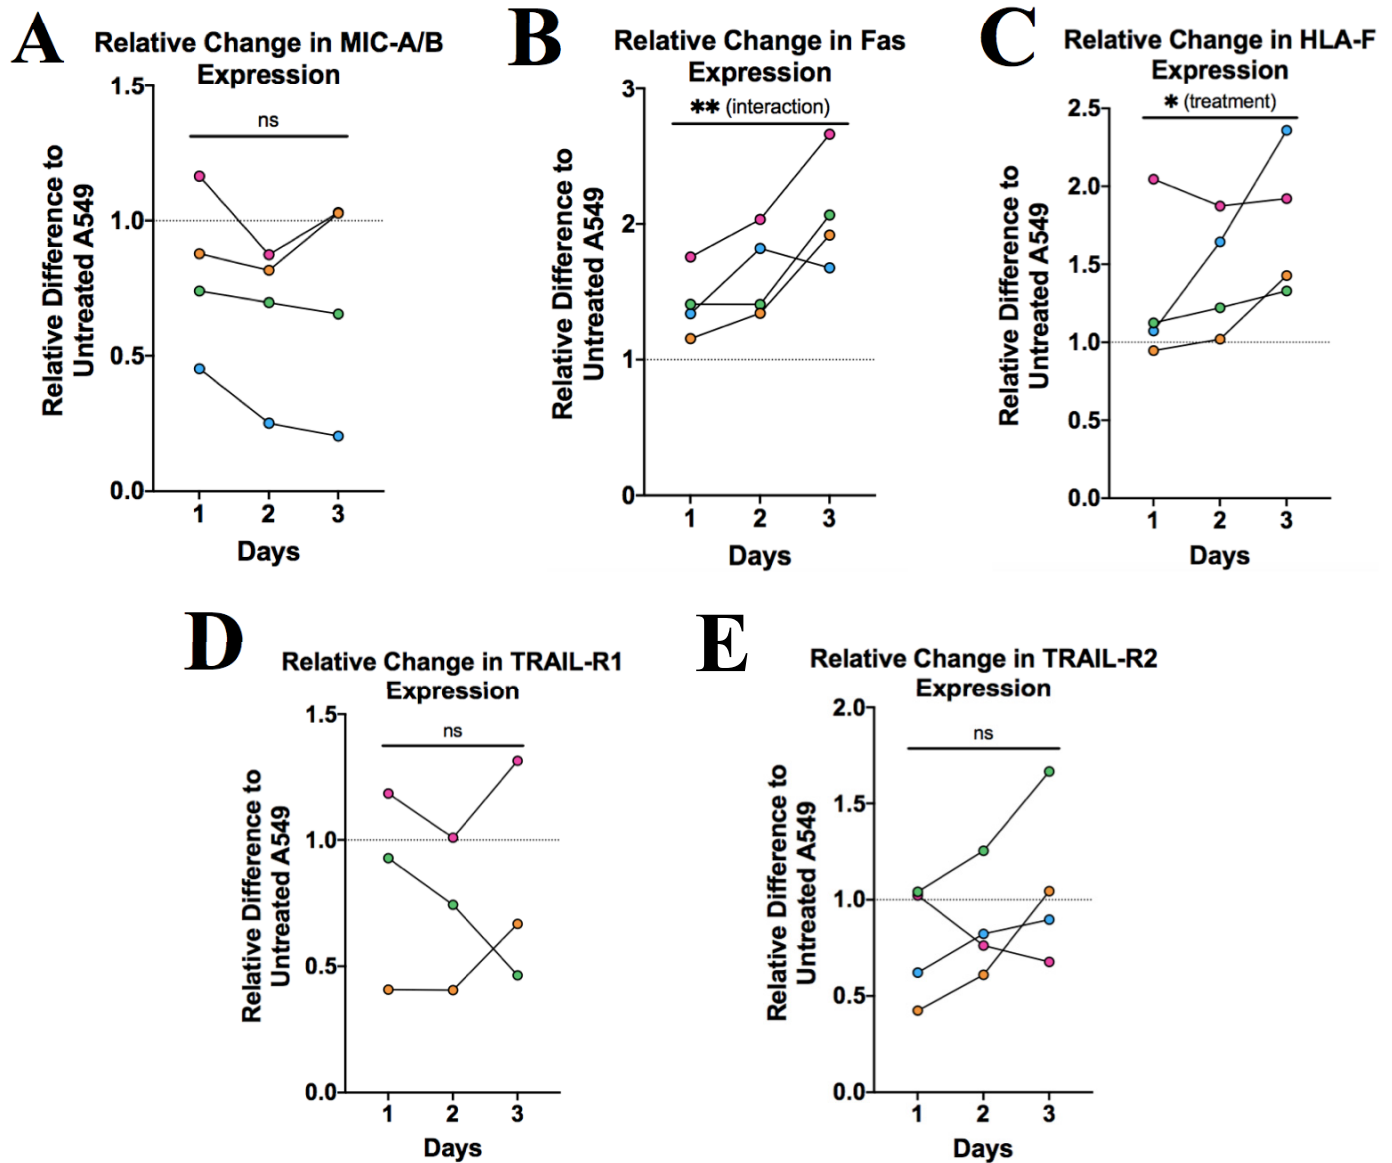 A
Relative Change in MIC-A/B
Expression
1.5
ns
1.0
0.5
0.0
Relative Difference to
Untreated A549
1 2 3
Days
B
Relative Change in Fas
Expression
3
** (interaction)
2
1
0
Relative Difference to
Untreated A549
1 2 3
Days
C
Relative Change in HLA-F
Expression
2.5
* (treatment)
2.0
1.5
1.0
0.5
0.0
Relative Difference to
Untreated A549
1 2 3
Days
D
Relative Change in TRAIL-R1
Expression
1.5
ns
1.0
0.5
0.0
Relative Difference to
Untreated A549
1 2 3
Days
E
Relative Change in TRAIL-R2
Expression
2.0
ns
1.5
1.0
0.5
0.0
Relative Difference to
Untreated A549
1 2 3
Days